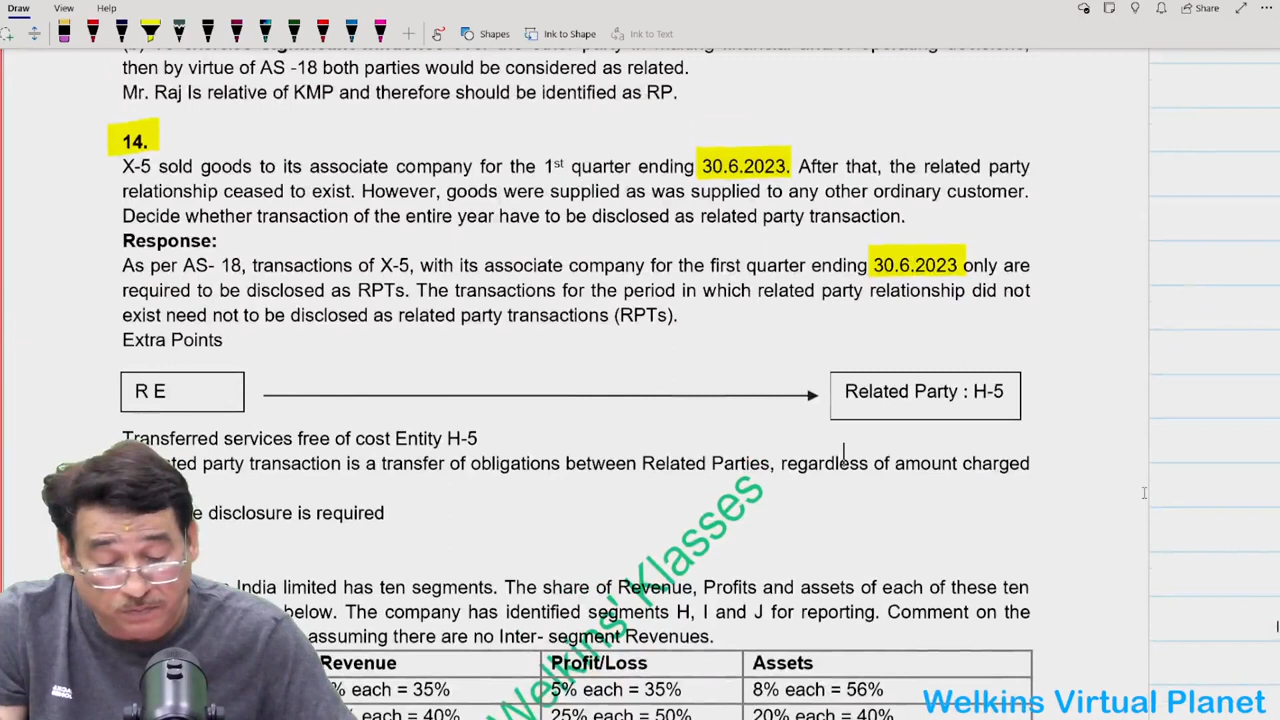 Draw View Help Share
Shapes Ink to Shape Ink to Text
then by virtue of AS -18 both parties would be considered as related.
Mr. Raj Is relative of KMP and therefore should be identified as RP.
14.
X-5 sold goods to its associate company for the 1st quarter ending 30.6.2023. After that, the related party
relationship ceased to exist. However, goods were supplied as was supplied to any other ordinary customer.
Decide whether transaction of the entire year have to be disclosed as related party transaction.
Response:
As per AS- 18, transactions of X-5, with its associate company for the first quarter ending 30.6.2023 only are
required to be disclosed as RPTs. The transactions for the period in which related party relationship did not
exist need not to be disclosed as related party transactions (RPTs).
Extra Points
R E
Related Party : H-5
Transferred services free of cost Entity H-5
party transaction is a transfer of obligations between Related Parties, regardless of amount charged
disclosure is required
India limited has ten segments. The share of Revenue, Profits and assets of each of these ten
below. The company has identified segments H, I and J for reporting. Comment on the
assuming there are no Inter- segment Revenues.
Revenue Profit/Loss Assets
% each = 35% 5% each = 35% 8% each = 56%
% each = 40% 25% each = 50% 20% each = 40%
Welkins' Klasses
Welkins Virtual Planet